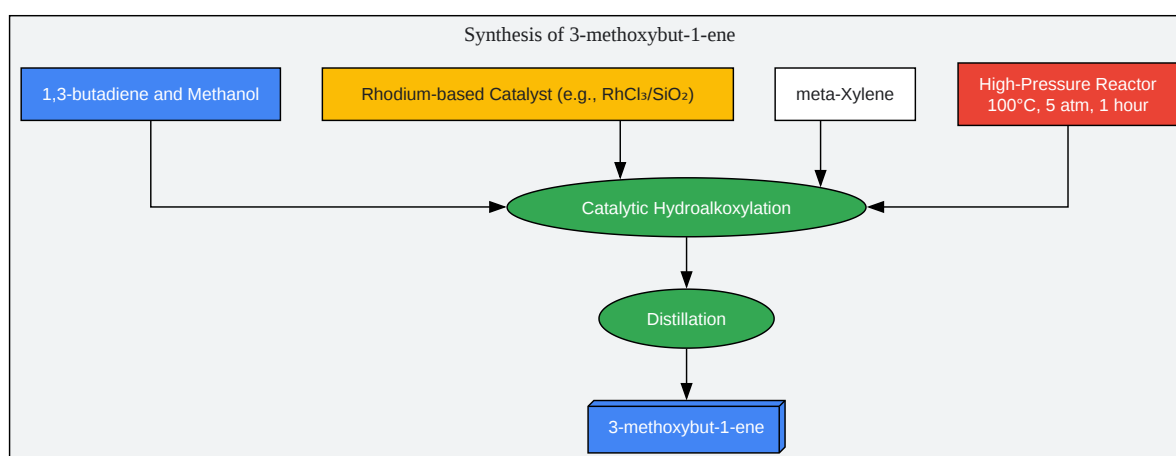 Synthesis of 3-methoxybut-1-ene
1,3-butadiene and Methanol
Rhodium-based Catalyst (e.g., RhCl₃/SiO₂)
meta-Xylene
High-Pressure Reactor
100°C, 5 atm, 1 hour
Catalytic Hydroalkoxylation
Distillation
3-methoxybut-1-ene